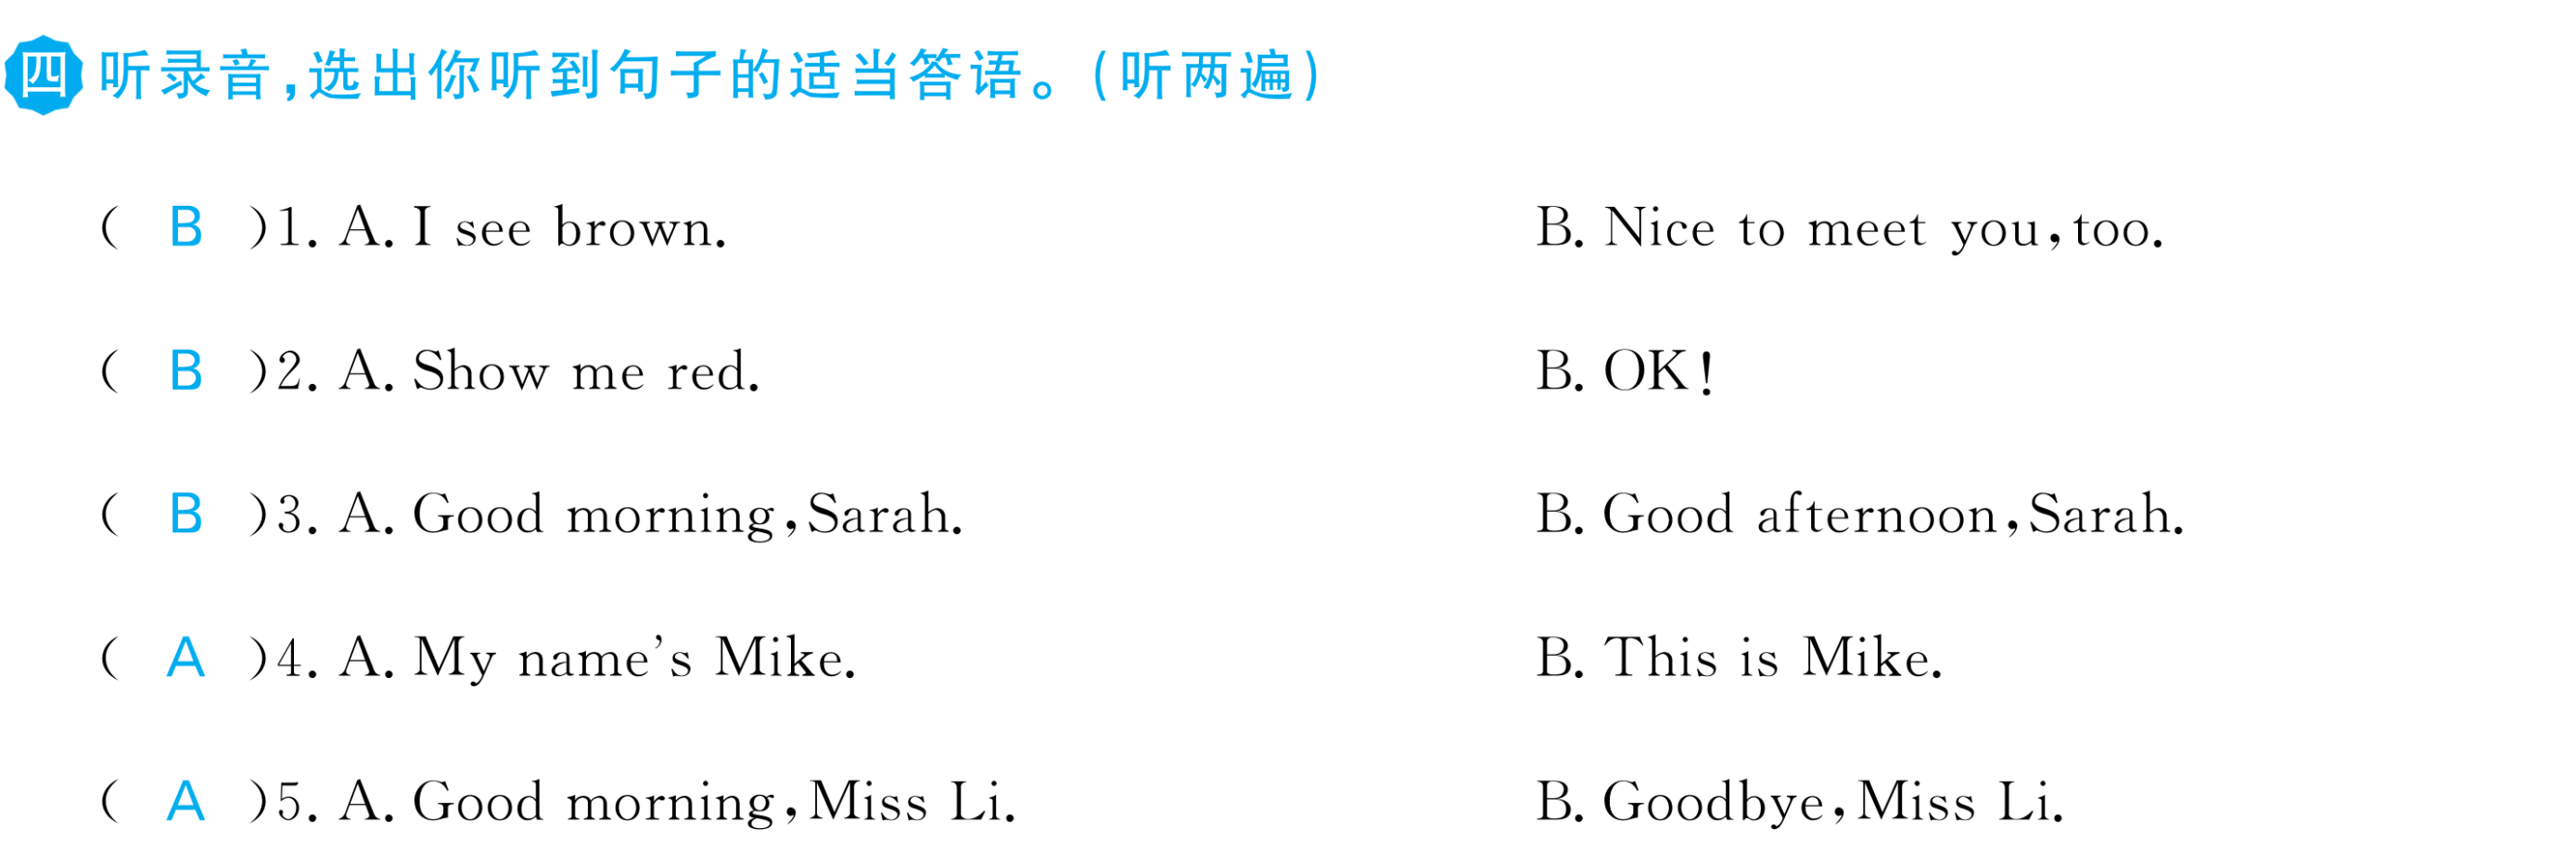 四 听录音,选出你听到句子的适当答语。(听两遍)
( B )1. A. I see brown. B. Nice to meet you,too.
( B )2. A. Show me red. B. OK!
( B )3. A. Good morning,Sarah. B. Good afternoon,Sarah.
( A )4. A. My name's Mike. B. This is Mike.
( A )5. A. Good morning,Miss Li. B. Goodbye,Miss Li.